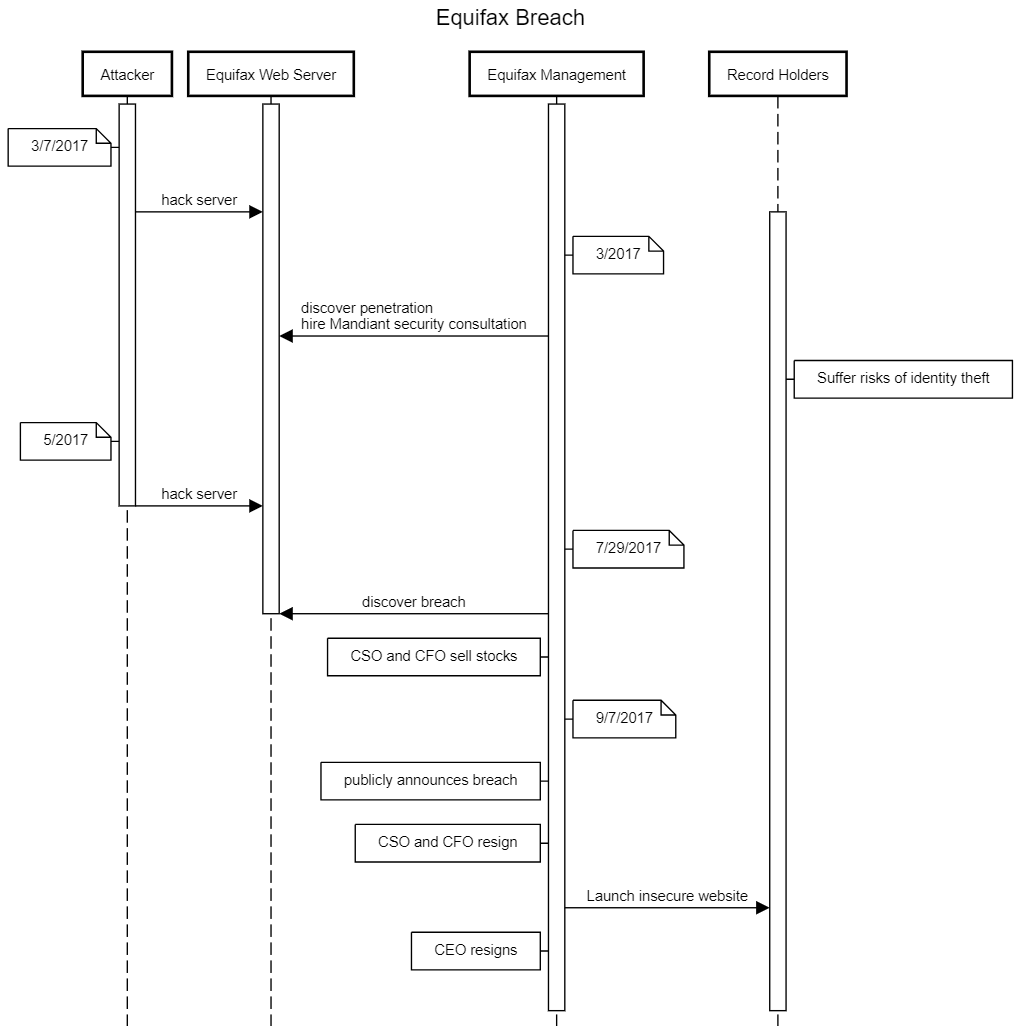 Equifax Breach
Attacker
Equifax Web Server
Equifax Management
Record Holders
3/7/2017
hack server
3/2017
discover penetration
hire Mandiant security consultation
Suffer risks of identity theft
5/2017
hack server
7/29/2017
discover breach
CSO and CFO sell stocks
9/7/2017
publicly announces breach
CSO and CFO resign
Launch insecure website
CEO resigns